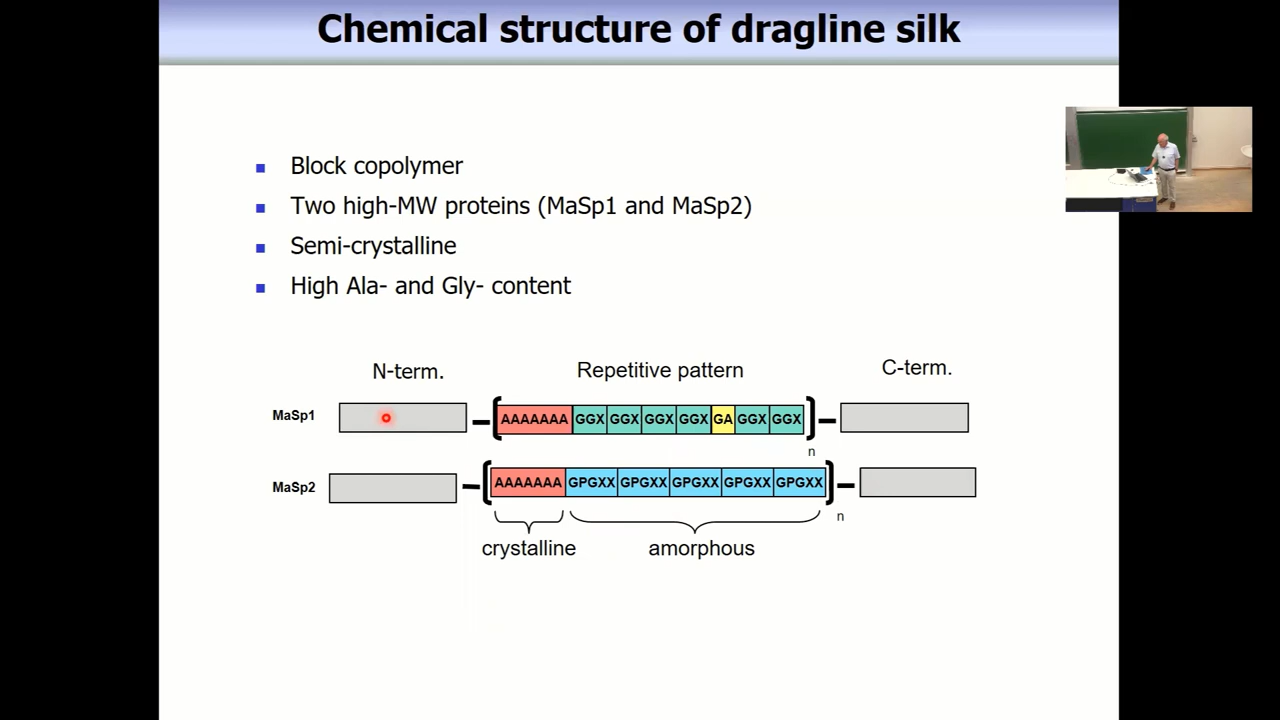 Chemical structure of dragline silk
Block copolymer
Two high-MW proteins (MaSp1 and MaSp2)
Semi-crystalline
High Ala- and Gly- content
N-term. Repetitive pattern C-term.
MaSp1 AAAAAAA GGX GGX GGX GGX GA GGX GGX
n
MaSp2 AAAAAAA GPGXX GPGXX GPGXX GPGXX GPGXX
n
crystalline amorphous